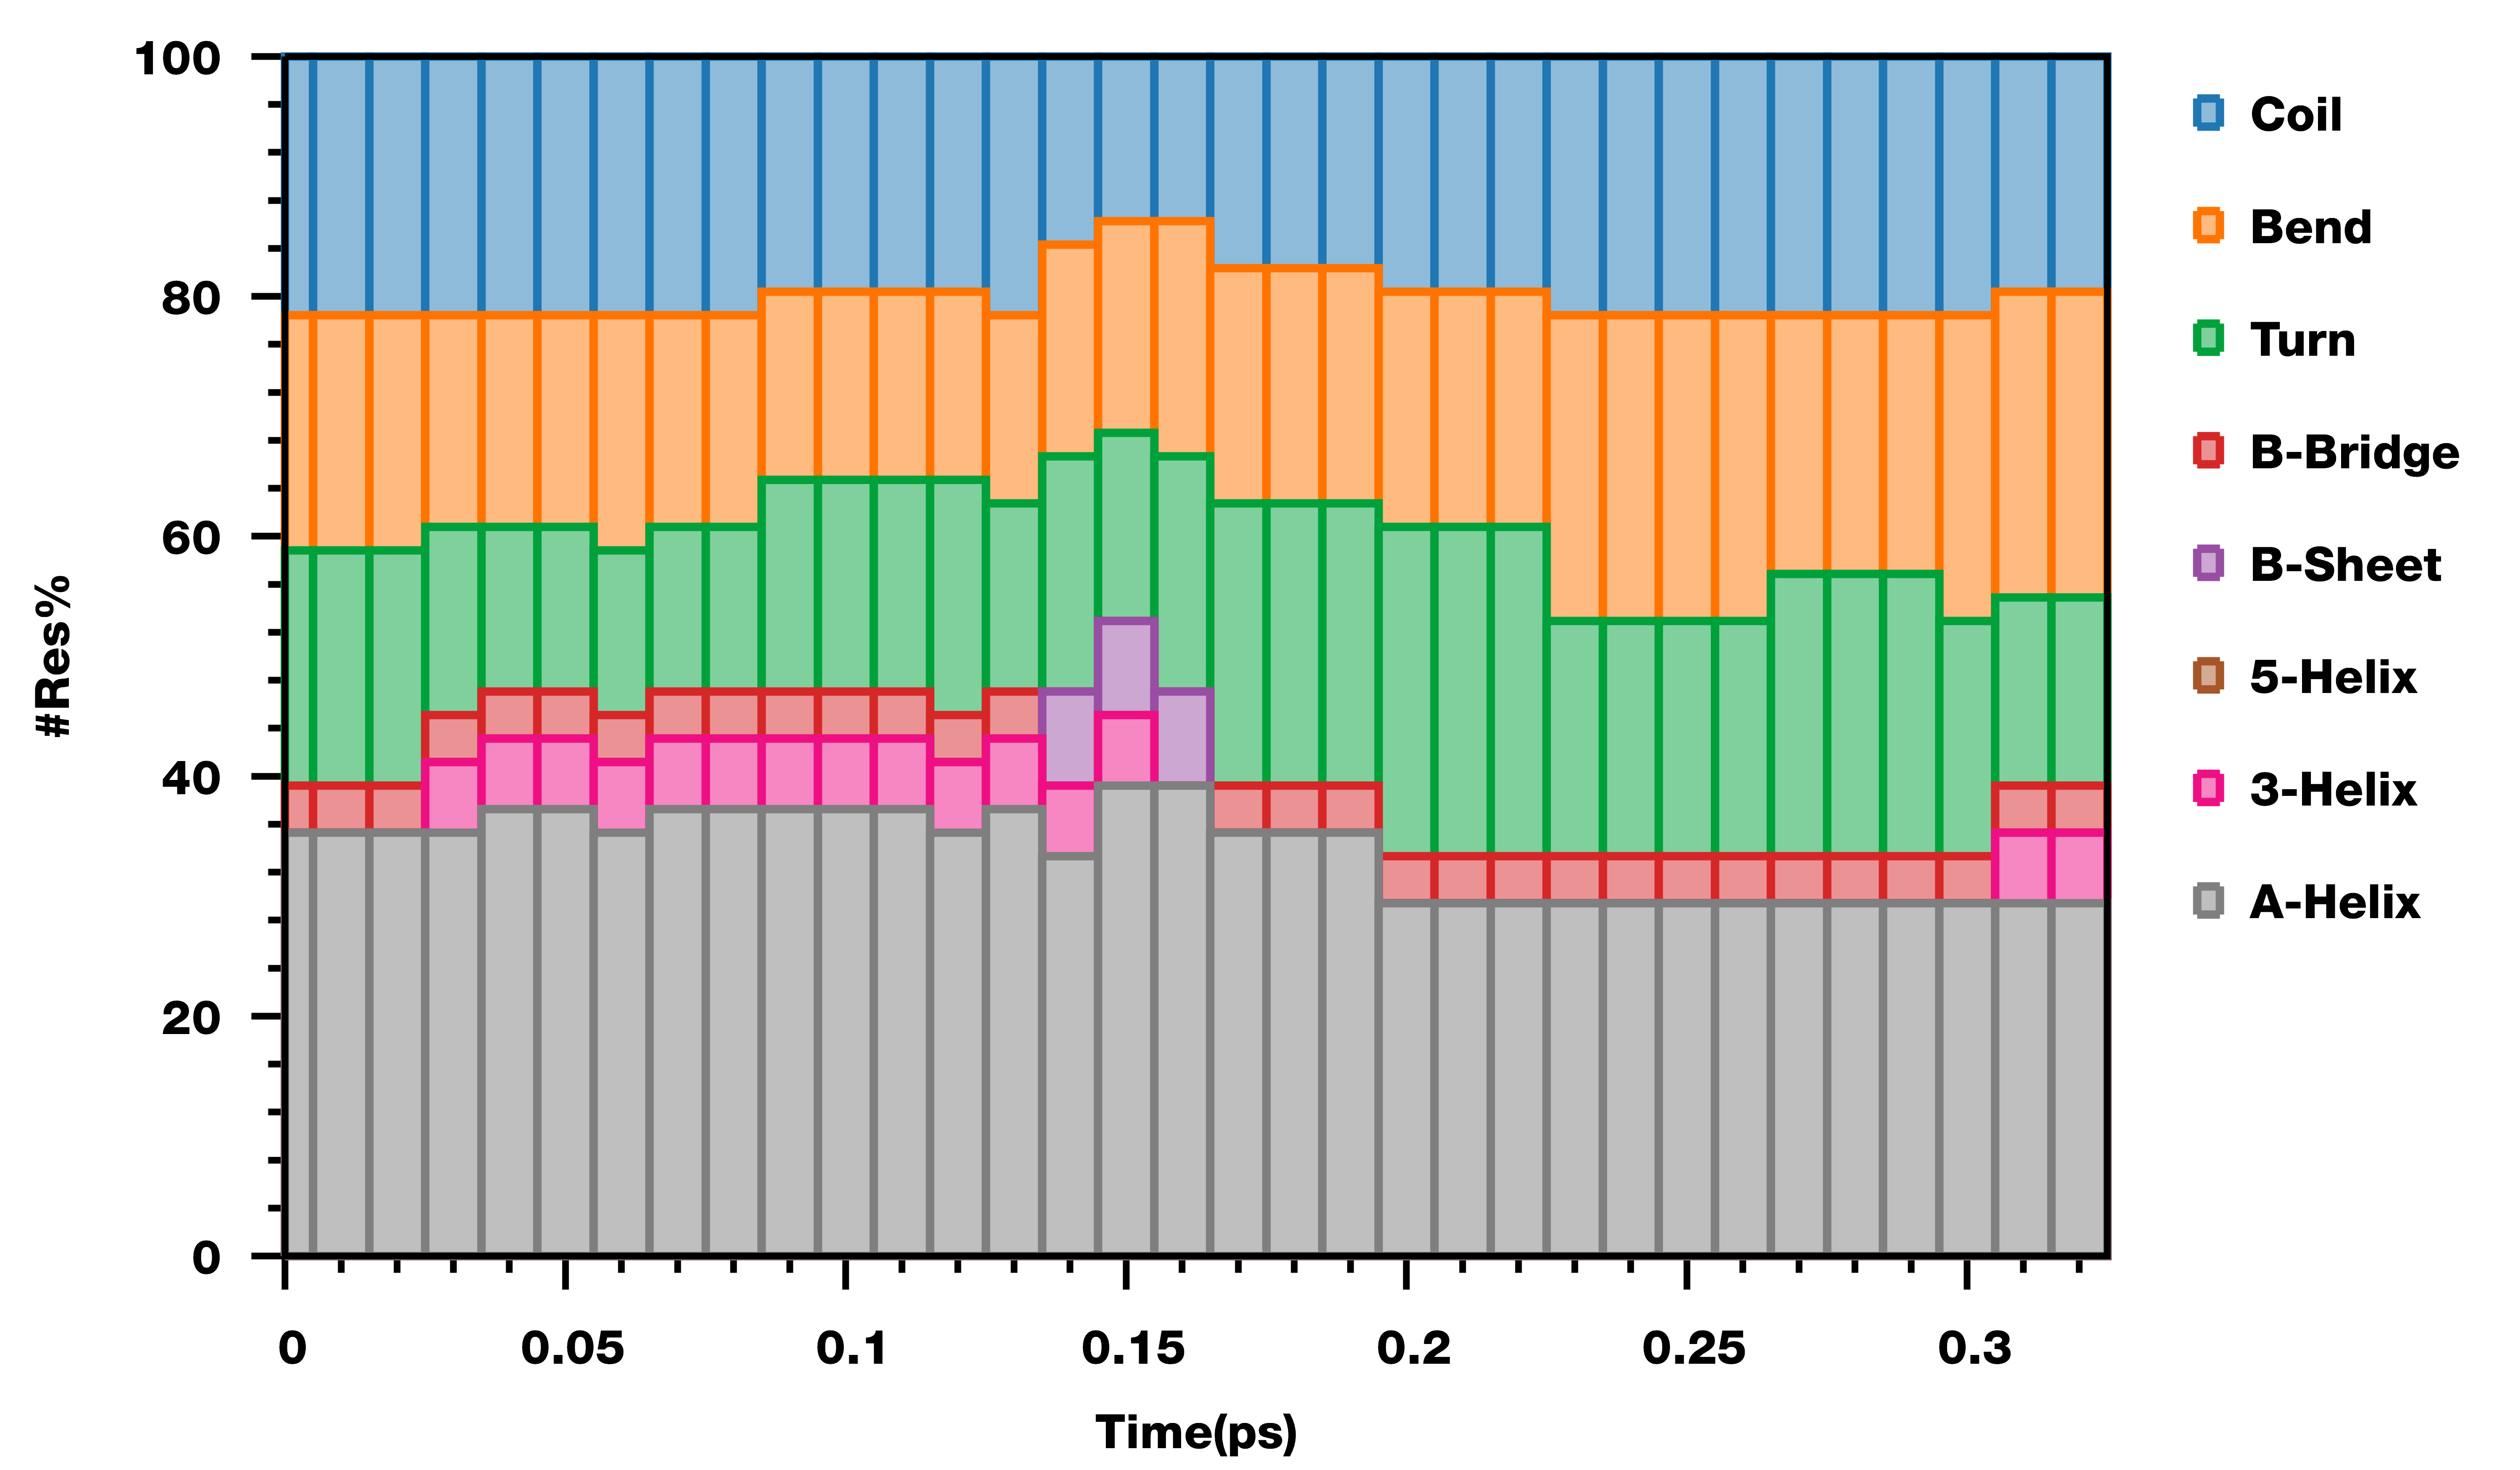 100
80
60
40
20
0
#Res%
0 0.05 0.1 0.15 0.2 0.25 0.3
Time(ps)
Coil
Bend
Turn
B-Bridge
B-Sheet
5-Helix
3-Helix
A-Helix